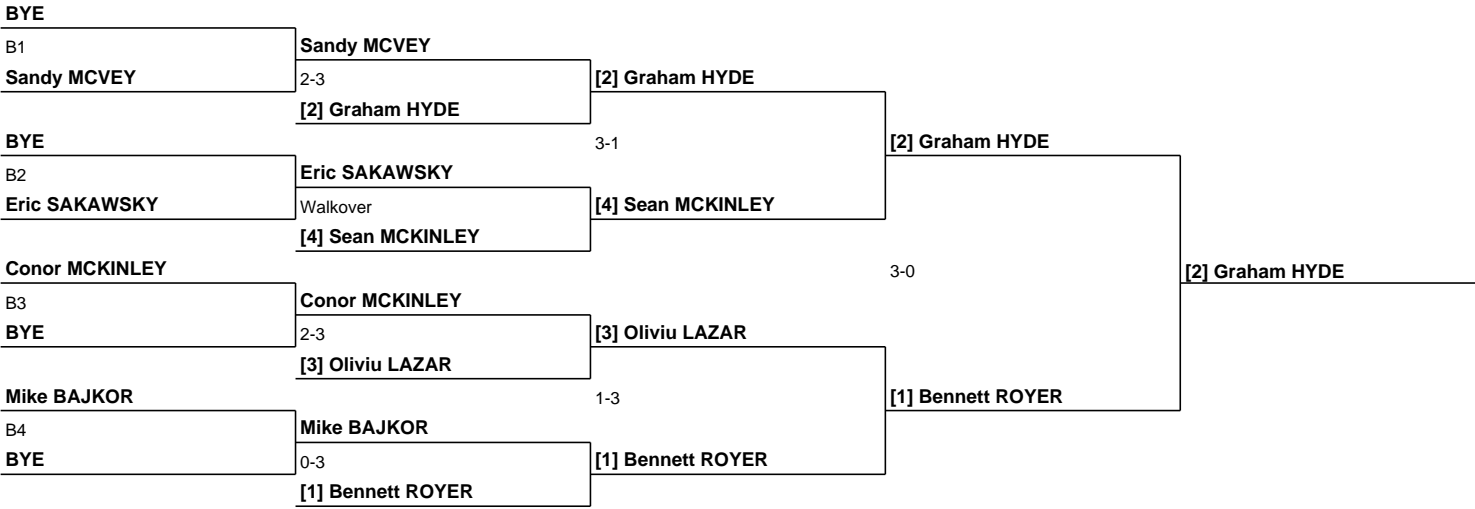 BYE
B1
Sandy MCVEY
Sandy MCVEY
2-3
[2] Graham HYDE
[2] Graham HYDE
BYE
B2
Eric SAKAWSKY
Eric SAKAWSKY
Walkover
[4] Sean MCKINLEY
3-1
[4] Sean MCKINLEY
[2] Graham HYDE
Conor MCKINLEY
B3
BYE
Conor MCKINLEY
2-3
[3] Oliviu LAZAR
[3] Oliviu LAZAR
Mike BAJKOR
B4
BYE
Mike BAJKOR
0-3
[1] Bennett ROYER
1-3
[1] Bennett ROYER
[1] Bennett ROYER
3-0
[2] Graham HYDE